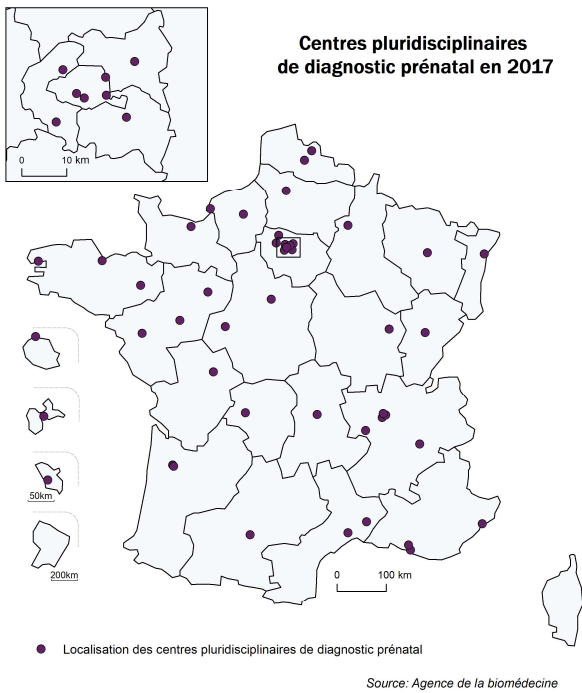 Centres pluridisciplinaires
de diagnostic prénatal en 2017
0 10 km
50km
200km
0 100 km
Localisation des centres pluridisciplinaires de diagnostic prénatal
Source: Agence de la biomédecine